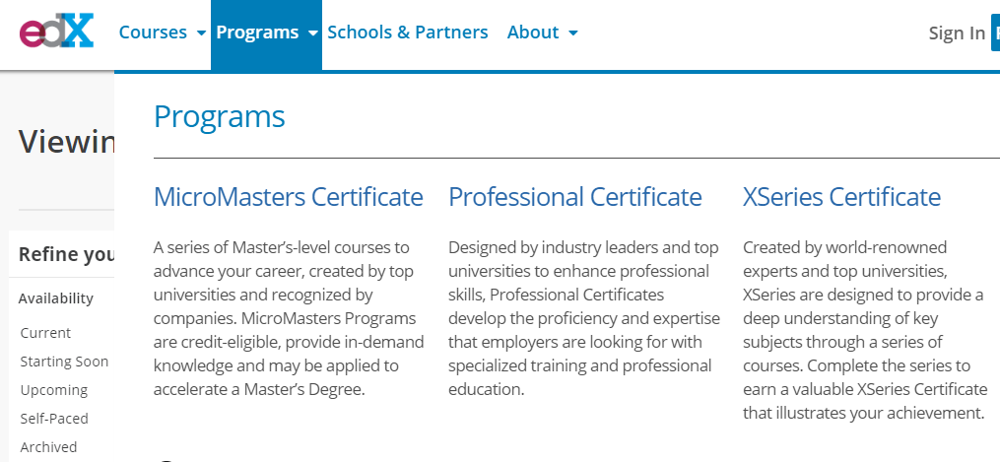 edX Courses Programs Schools & Partners About Sign In
Programs
Viewin
MicroMasters Certificate
A series of Master's-level courses to
advance your career, created by top
universities and recognized by
companies. MicroMasters Programs
are credit-eligible, provide in-demand
knowledge and may be applied to
accelerate a Master's Degree.
Professional Certificate
Designed by industry leaders and top
universities to enhance professional
skills, Professional Certificates
develop the proficiency and expertise
that employers are looking for with
specialized training and professional
education.
XSeries Certificate
Created by world-renowned
experts and top universities,
XSeries are designed to provide a
deep understanding of key
subjects through a series of
courses. Complete the series to
earn a valuable XSeries Certificate
that illustrates your achievement.
Refine you
Availability
Current
Starting Soon
Upcoming
Self-Paced
Archived